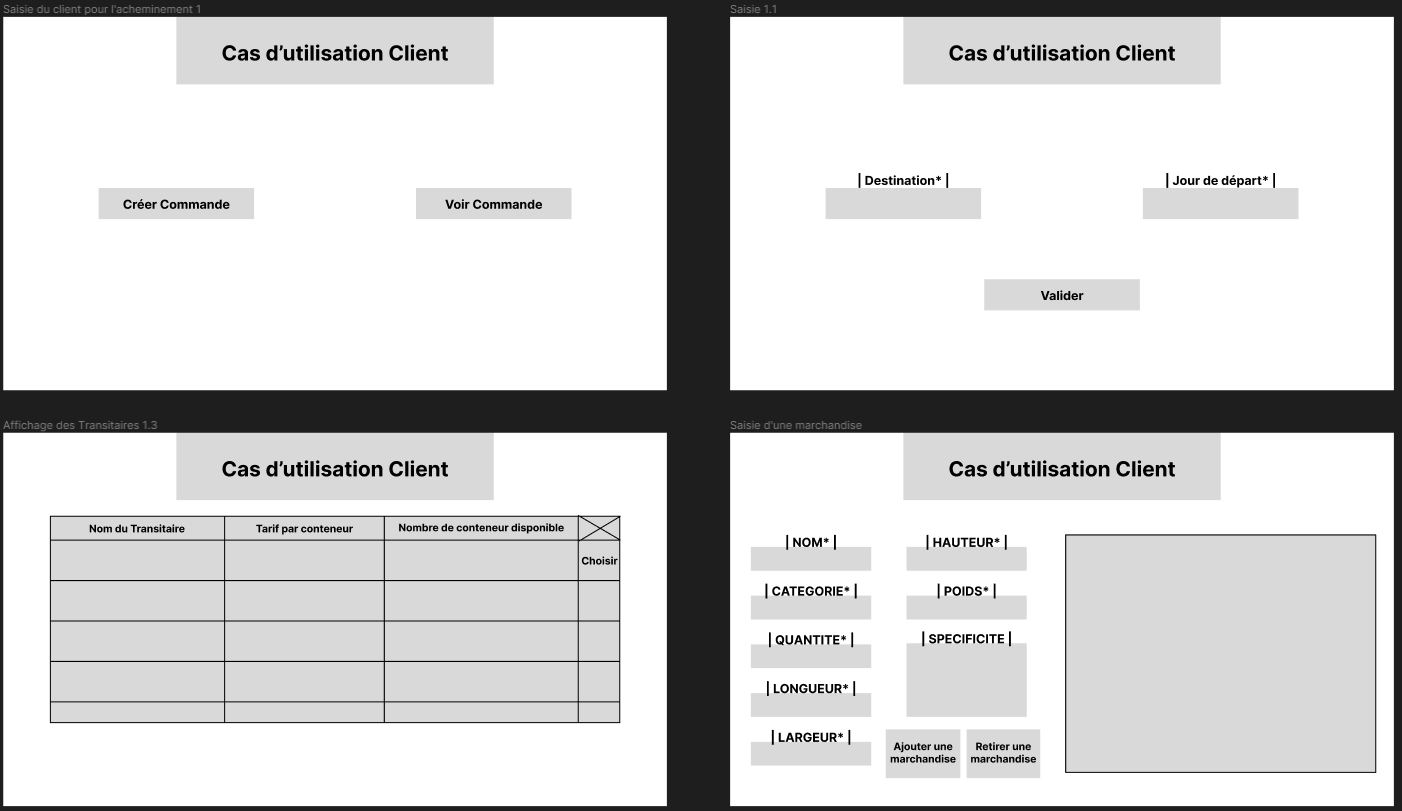 Saisie du client pour l'acheminement 1
Cas d’utilisation Client
Créer Commande
Voir Commande
Saisie 1.1
Cas d’utilisation Client
| Destination* |
| Jour de départ* |
Valider
Affichage des Transitaires 1.3
Cas d’utilisation Client
Nom du Transitaire
Tarif par conteneur
Nombre de conteneur disponible
Choisir
Saisie d'une marchandise
Cas d’utilisation Client
| NOM* |
| HAUTEUR* |
| CATEGORIE* |
| POIDS* |
| QUANTITE* |
| SPECIFICITE |
| LONGUEUR* |
| LARGEUR* |
Ajouter une
marchandise
Retirer une
marchandise